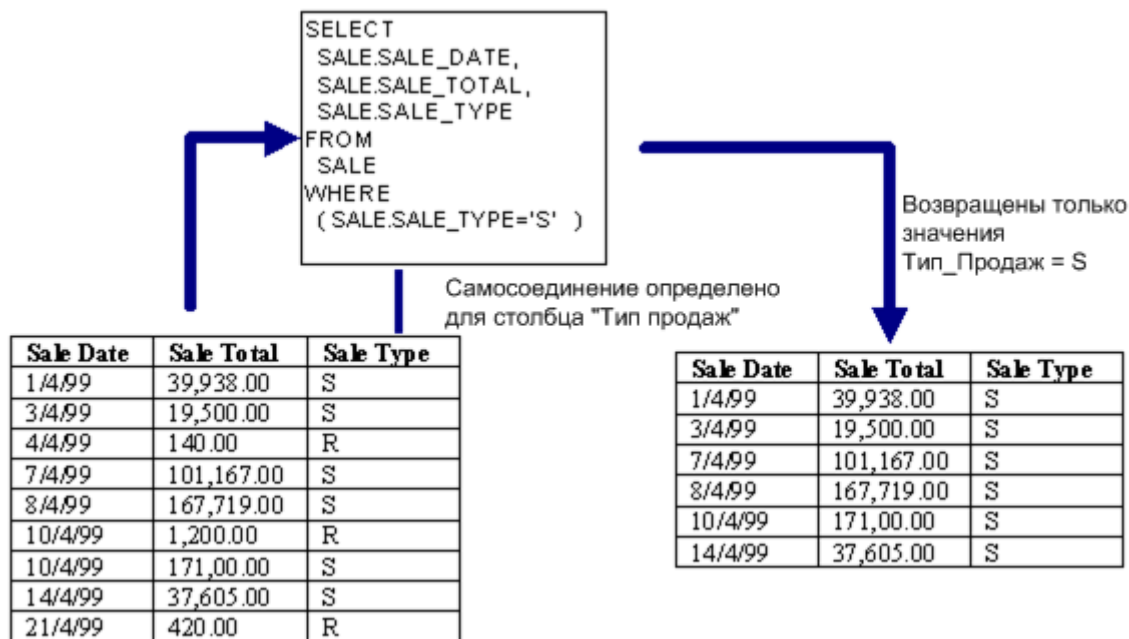 SELECT
SALE.SALE_DATE,
SALE.SALE_TOTAL,
SALE.SALE_TYPE
FROM
SALE
WHERE
( SALE.SALE_TYPE='S' )
Возвращены только
значения
Тип_Продаж = S
Самосоединение определено
для столбца "Тип продаж"
Sale Date Sale Total Sale Type
1/4/99 39,938.00 S
3/4/99 19,500.00 S
4/4/99 140.00 R
7/4/99 101,167.00 S
8/4/99 167,719.00 S
10/4/99 1,200.00 R
10/4/99 171,00.00 S
14/4/99 37,605.00 S
21/4/99 420.00 R
Sale Date Sale Total Sale Type
1/4/99 39,938.00 S
3/4/99 19,500.00 S
7/4/99 101,167.00 S
8/4/99 167,719.00 S
10/4/99 171,00.00 S
14/4/99 37,605.00 S